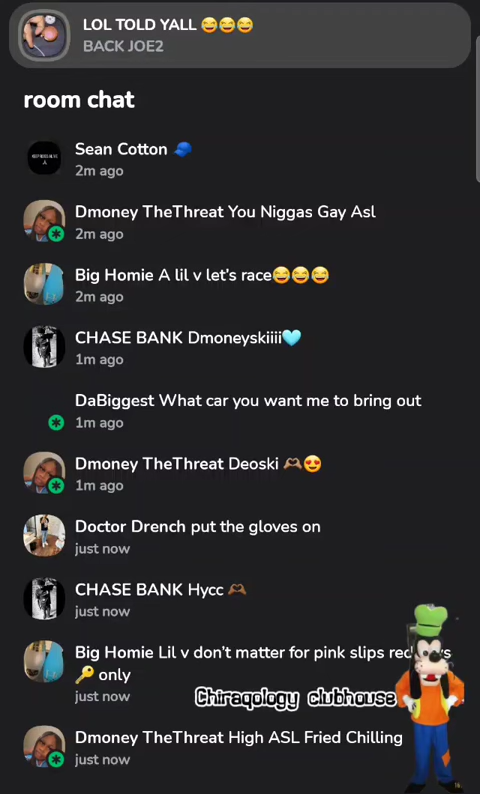 LOL TOLD YALL 😂😂😂
BACK JOE2
room chat
Sean Cotton 🧢
2m ago
Dmoney TheThreat You Niggas Gay Asl
2m ago
Big Homie A lil v let's race😂😂😂
2m ago
CHASE BANK Dmoneyskiiii🩵
1m ago
DaBiggest What car you want me to bring out
1m ago
Dmoney TheThreat Deoski 🫶🏾😍
1m ago
Doctor Drench put the gloves on
just now
CHASE BANK Hycc 🫶🏾
just now
Big Homie Lil v don't matter for pink slips
🔑 only
just now
Chiraqology clubhouse
Dmoney TheThreat High ASL Fried Chilling
just now